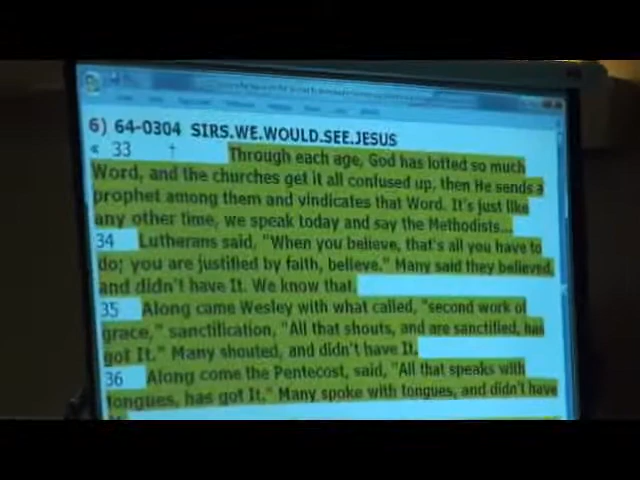 6) 64-0304 SIRS.WE.WOULD.SEE.JESUS
« 33 † Through each age, God has lotted so much
Word, and the churches get it all confused up, then He sends a
prophet among them and vindicates that Word. It's just like
any other time, we speak today and say the Methodists...
34 Lutherans said, "When you believe, that's all you have to
do; you are justified by faith, believe." Many said they believed,
and didn't have It. We know that.
35 Along came Wesley with what called, "second work of
grace," sanctification, "All that shouts, and are sanctified, has
got It." Many shouted, and didn't have It.
36 Along come the Pentecost, said, "All that speaks with
tongues, has got It." Many spoke with tongues, and didn't have